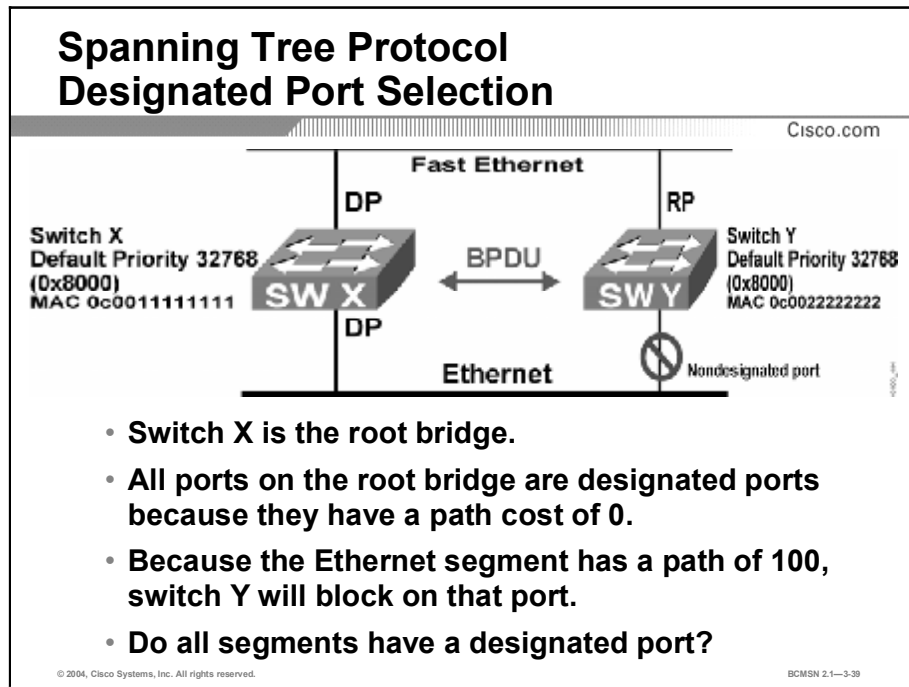 Spanning Tree Protocol
Designated Port Selection
Cisco.com
Fast Ethernet
DP
RP
Switch X
Default Priority 32768
(0x8000)
MAC 0c0011111111
SW X
BPDU
SW Y
Switch Y
Default Priority 32768
(0x8000)
MAC 0c0022222222
DP
Ethernet
Nondesignated port
• Switch X is the root bridge.
• All ports on the root bridge are designated ports
because they have a path cost of 0.
• Because the Ethernet segment has a path of 100,
switch Y will block on that port.
• Do all segments have a designated port?
© 2004, Cisco Systems, Inc. All rights reserved.
BCMSN 2.1—3-39